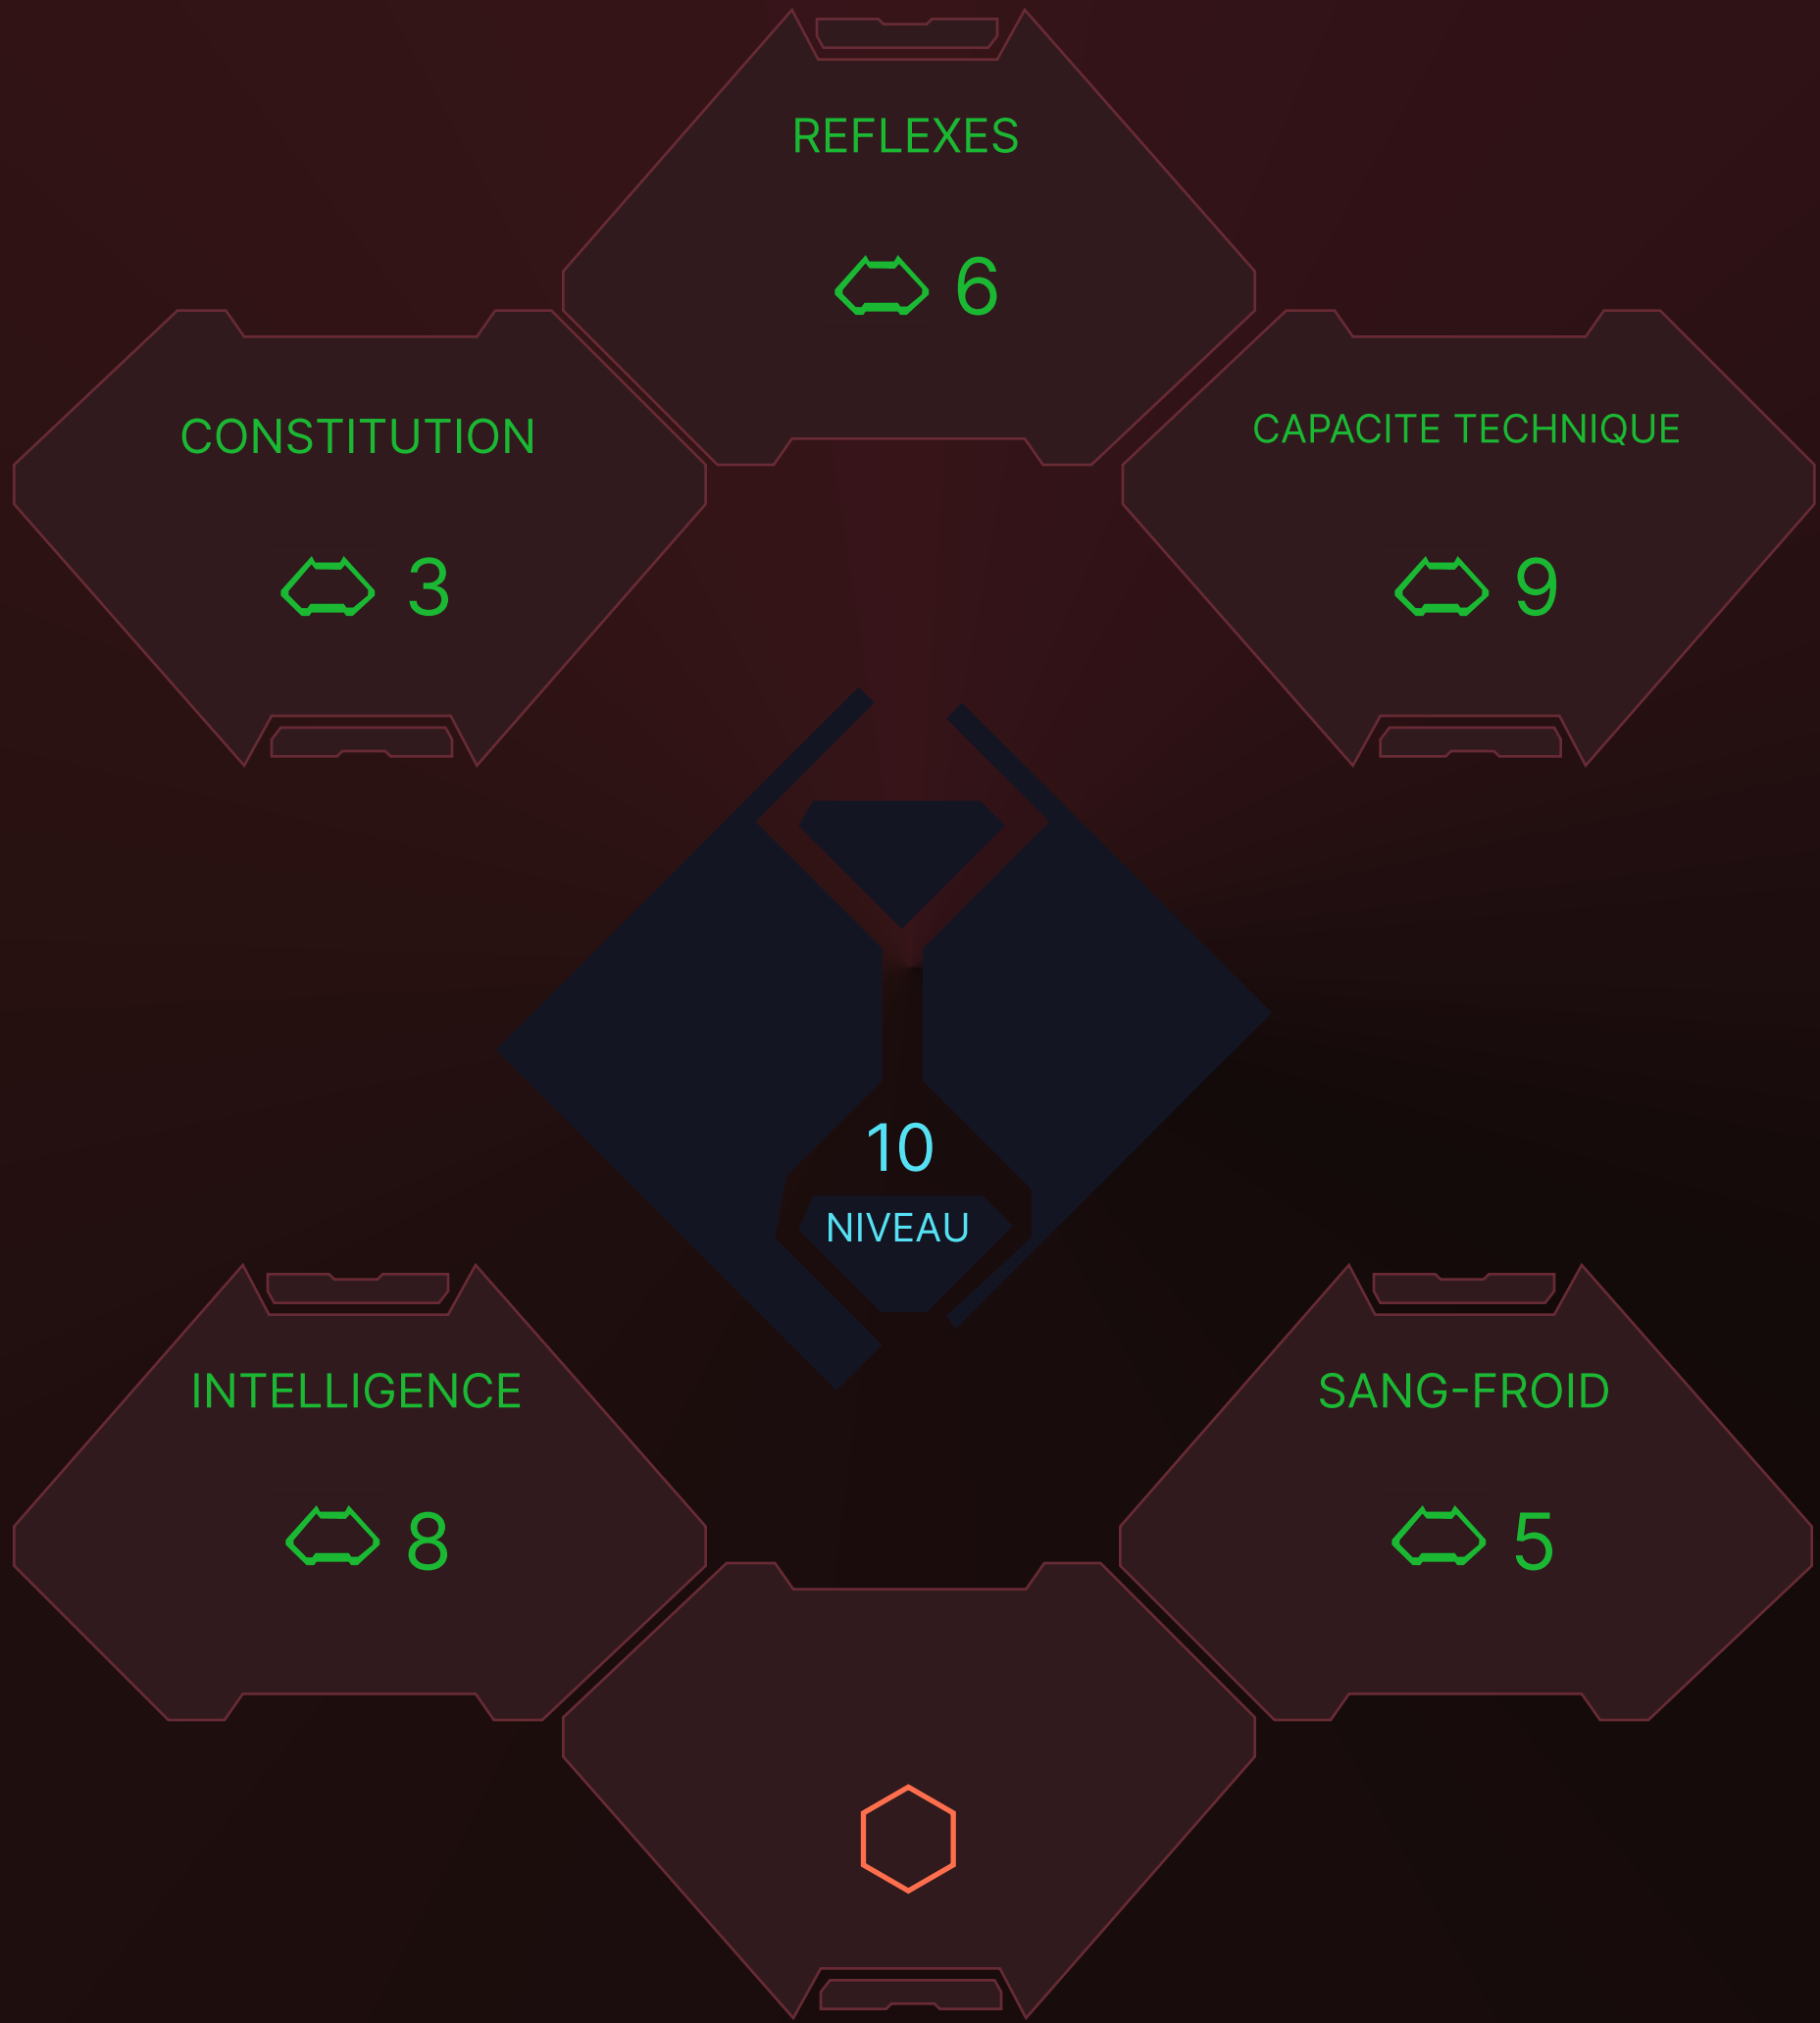 REFLEXES
6
CONSTITUTION
3
CAPACITE TECHNIQUE
9
10
NIVEAU
INTELLIGENCE
8
SANG-FROID
5